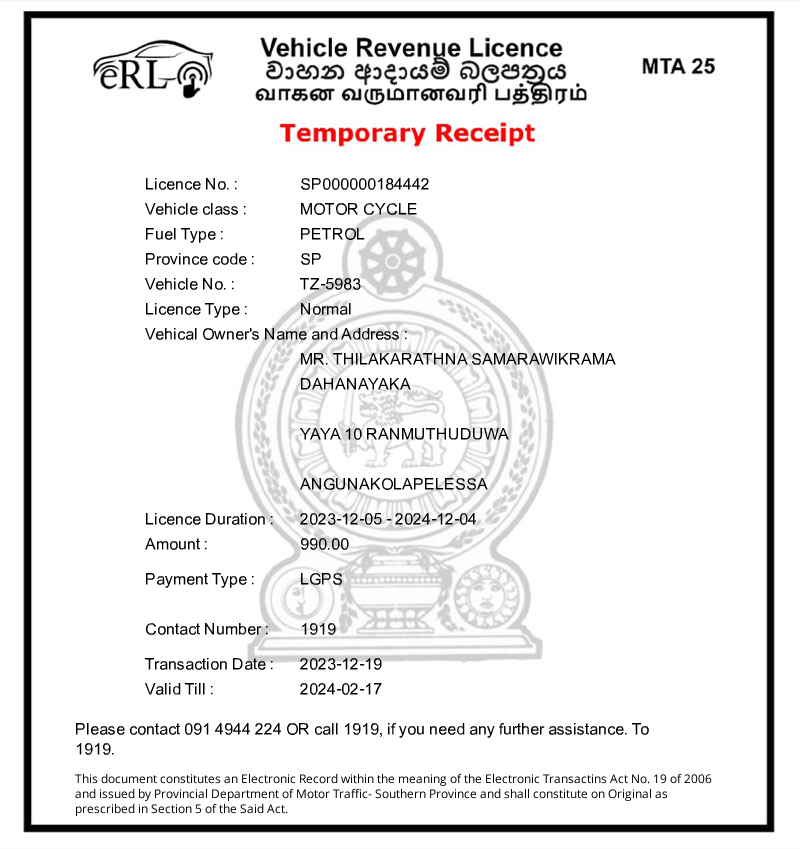 eRL
Vehicle Revenue Licence
වාහන ආදායම් බලපත්‍රය
வாகன வருமானவரி பத்திரம்
MTA 25
Temporary Receipt
Licence No. : SP000000184442
Vehicle class : MOTOR CYCLE
Fuel Type : PETROL
Province code : SP
Vehicle No. : TZ-5983
Licence Type : Normal
Vehical Owner's Name and Address :
MR. THILAKARATHNA SAMARAWIKRAMA
DAHANAYAKA
YAYA 10 RANMUTHUDUWA
ANGUNAKOLAPELESSA
Licence Duration : 2023-12-05 - 2024-12-04
Amount : 990.00
Payment Type : LGPS
Contact Number : 1919
Transaction Date : 2023-12-19
Valid Till : 2024-02-17
Please contact 091 4944 224 OR call 1919, if you need any further assistance. To
1919.
This document constitutes an Electronic Record within the meaning of the Electronic Transactins Act No. 19 of 2006
and issued by Provincial Department of Motor Traffic- Southern Province and shall constitute on Original as
prescribed in Section 5 of the Said Act.